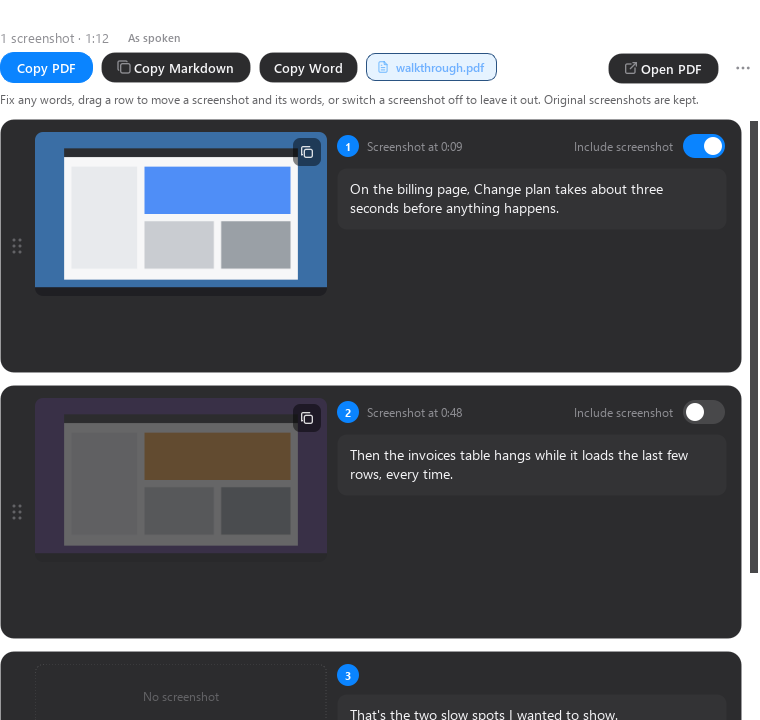 1 screenshot · 1:12 As spoken
Copy PDF Copy Markdown Copy Word walkthrough.pdf Open PDF
Fix any words, drag a row to move a screenshot and its words, or switch a screenshot off to leave it out. Original screenshots are kept.
1 Screenshot at 0:09 Include screenshot
On the billing page, Change plan takes about three
seconds before anything happens.
2 Screenshot at 0:48 Include screenshot
Then the invoices table hangs while it loads the last few
rows, every time.
3
No screenshot
That's the two slow spots I wanted to show.